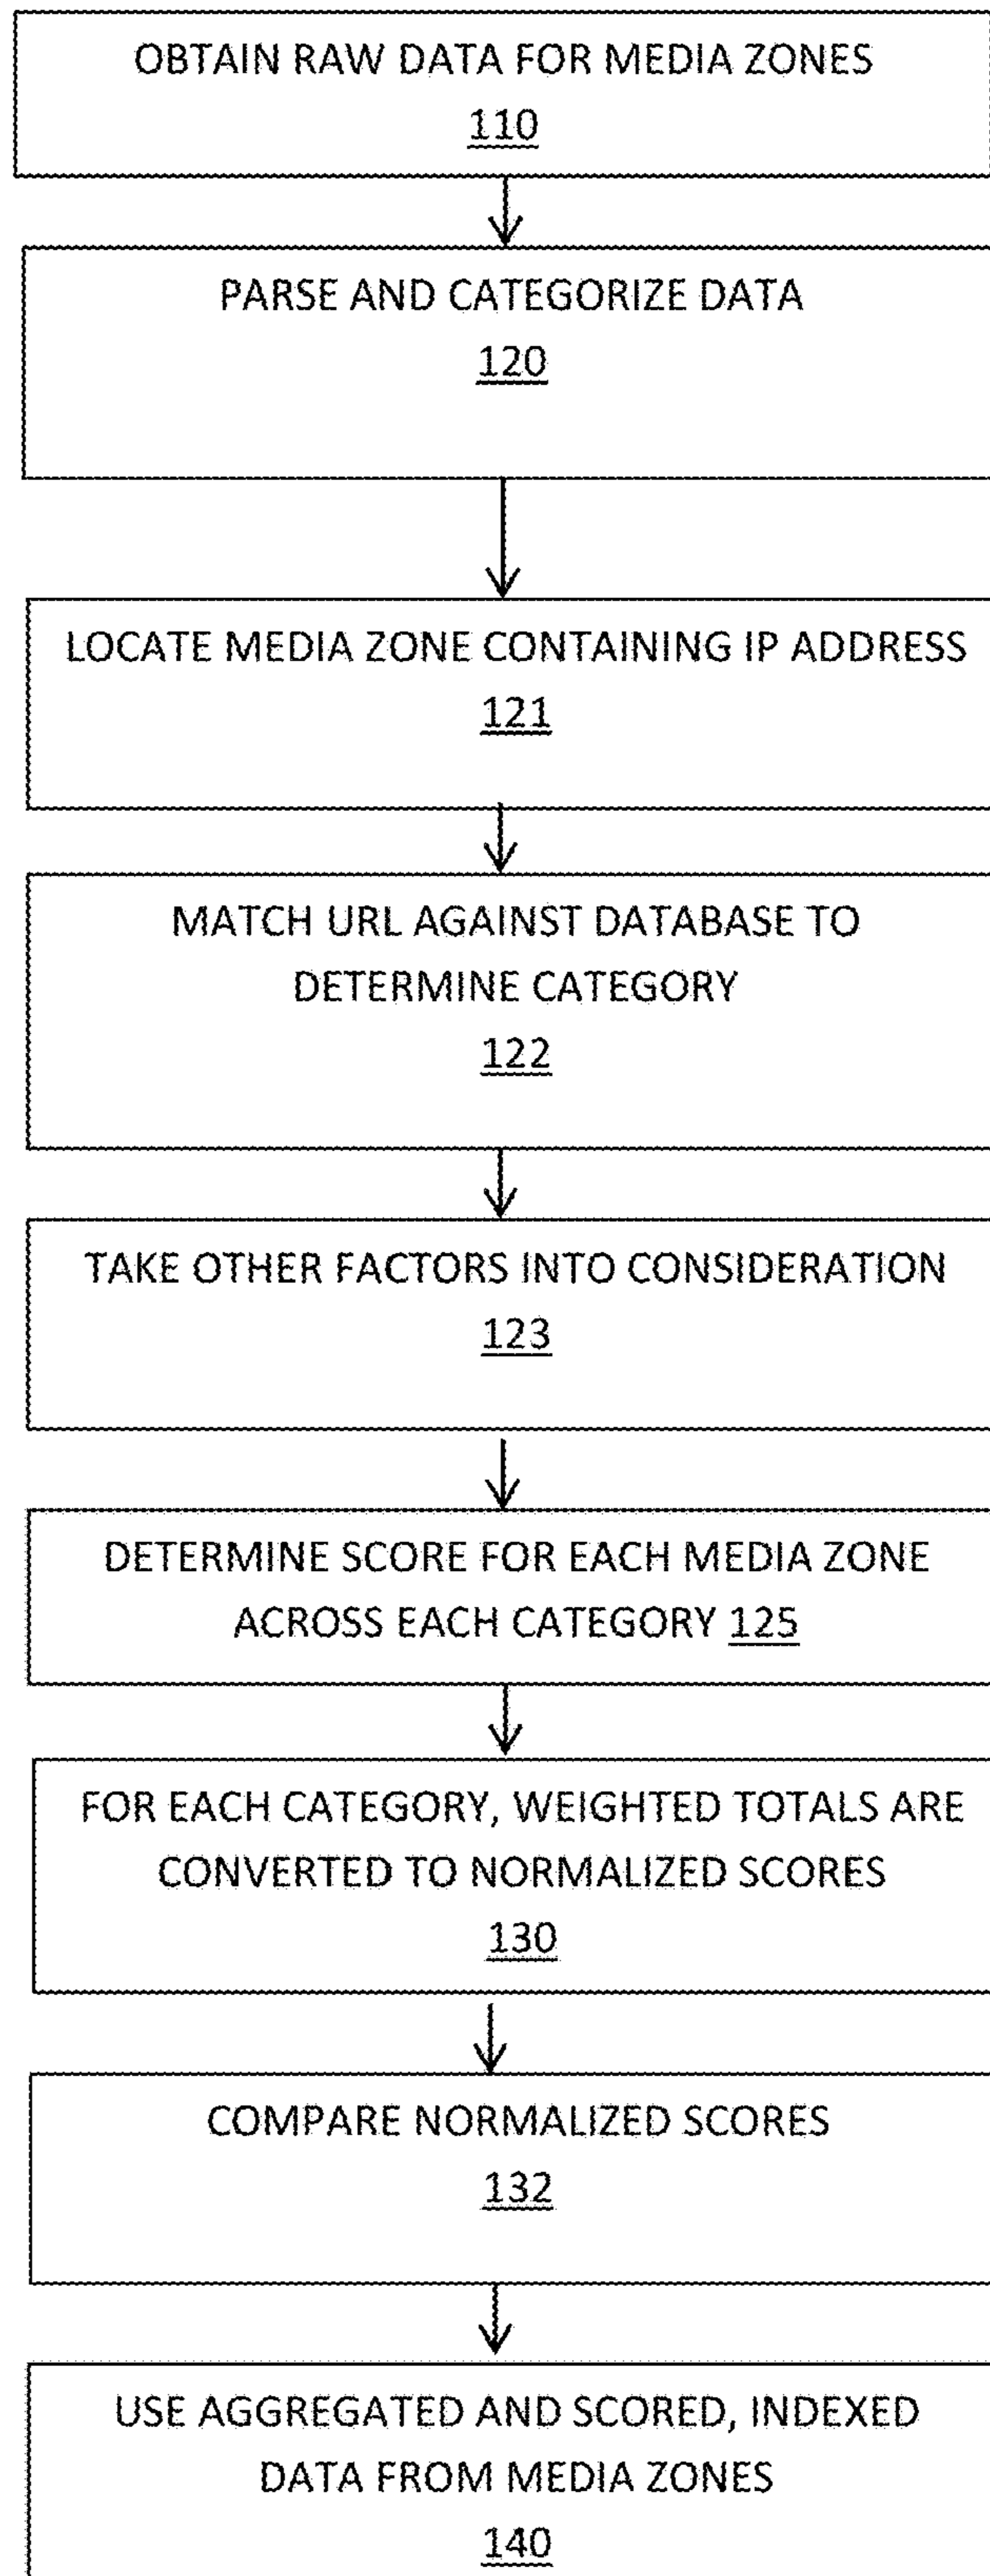 OBTAIN RAW DATA FOR MEDIA ZONES
110
PARSE AND CATEGORIZE DATA
120
LOCATE MEDIA ZONE CONTAINING IP ADDRESS
121
MATCH URL AGAINST DATABASE TO
DETERMINE CATEGORY
122
TAKE OTHER FACTORS INTO CONSIDERATION
123
DETERMINE SCORE FOR EACH MEDIA ZONE
ACROSS EACH CATEGORY 125
FOR EACH CATEGORY, WEIGHTED TOTALS ARE
CONVERTED TO NORMALIZED SCORES
130
COMPARE NORMALIZED SCORES
132
USE AGGREGATED AND SCORED, INDEXED
DATA FROM MEDIA ZONES
140